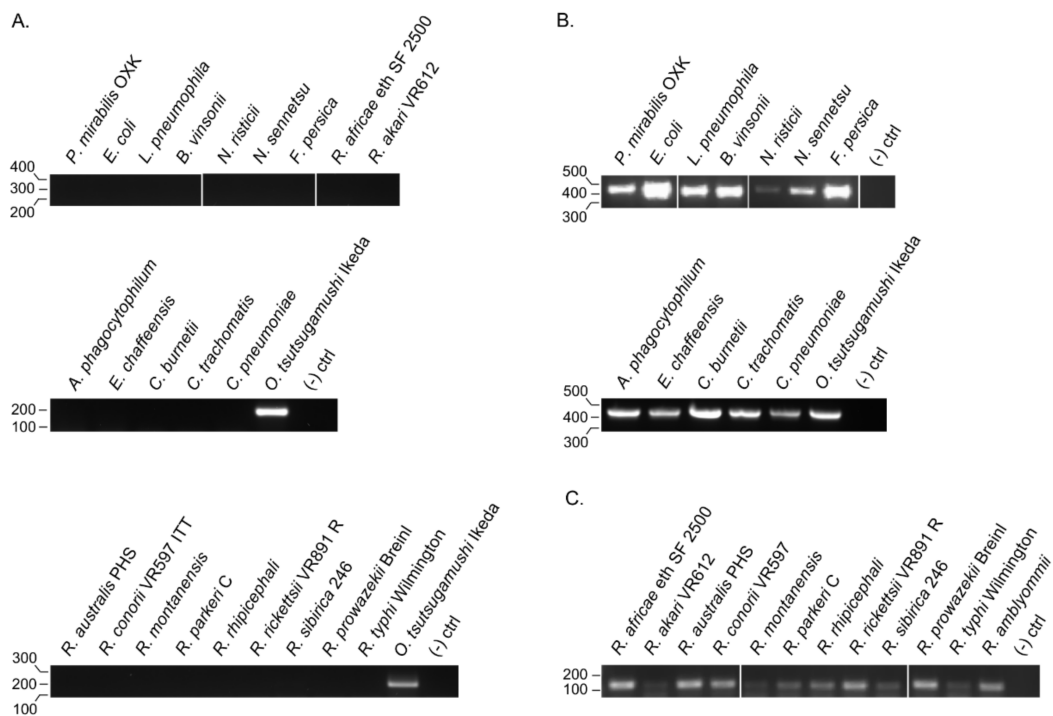 A.
P. mirabilis OXK
E. coli
L. pneumophila
B. vinsonii
N. risticii
N. sennetsu
F. persica
R. africae eth SF 2500
R. akari VR612
400
300
200
A. phagocytophilum
E. chaffeensis
C. burnetii
C. trachomatis
C. pneumoniae
O. tsutsugamushi Ikeda
(-) ctrl
200
100
R. australis PHS
R. conorii VR597 ITT
R. montanensis
R. parkeri C
R. rhipicephali
R. rickettsii VR891 R
R. sibirica 246
R. prowazekii Breinl
R. typhi Wilmington
O. tsutsugamushi Ikeda
(-) ctrl
300
200
100
B.
P. mirabilis OXK
E. coli
L. pneumophila
B. vinsonii
N. risticii
N. sennetsu
F. persica
(-) ctrl
500
400
300
A. phagocytophilum
E. chaffeensis
C. burnetii
C. trachomatis
C. pneumoniae
O. tsutsugamushi Ikeda
(-) ctrl
500
400
300
C.
R. africae eth SF 2500
R. akari VR612
R. australis PHS
R. conorii VR597
R. montanensis
R. parkeri C
R. rhipicephali
R. rickettsii VR891 R
R. sibirica 246
R. prowazekii Breinl
R. typhi Wilmington
R. amblyommii
(-) ctrl
200
100